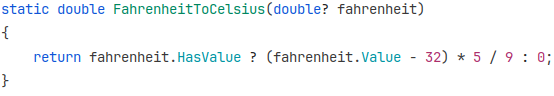 static double FahrenheitToCelsius(double? fahrenheit)
{
    return fahrenheit.HasValue ? (fahrenheit.Value - 32) * 5 / 9 : 0;
}